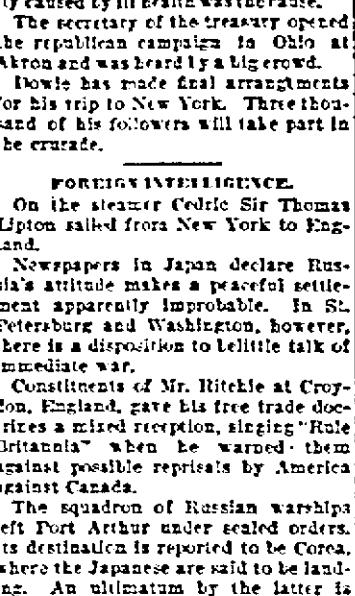 ly caused by ill health was the cause.
The secretary of the treasury opened
the republican campaign in Ohio at
Akron and was heard by a big crowd.
Dowie has made final arrangements
for his trip to New York. Three thou-
sand of his followers will take part in
he crusade.
FOREIGN INTELLIGENCE.
On the steamer Cedric Sir Thomas
Lipton sailed from New York to Eng-
land.
Newspapers in Japan declare Rus-
sia's attitude makes a peaceful settle-
ment apparently improbable. In St.
Petersburg and Washington, however,
here is a disposition to belittle talk of
immediate war.
Constituents of Mr. Ritchie at Croy-
don, England, gave his free trade doc-
trines a mixed reception, singing "Rule
Britannia" when he warned them
against possible reprisals by America
against Canada.
The squadron of Russian warships
left Port Arthur under sealed orders.
Its destination is reported to be Corea,
where the Japanese are said to be land-
ng. An ultimatum by the latter is